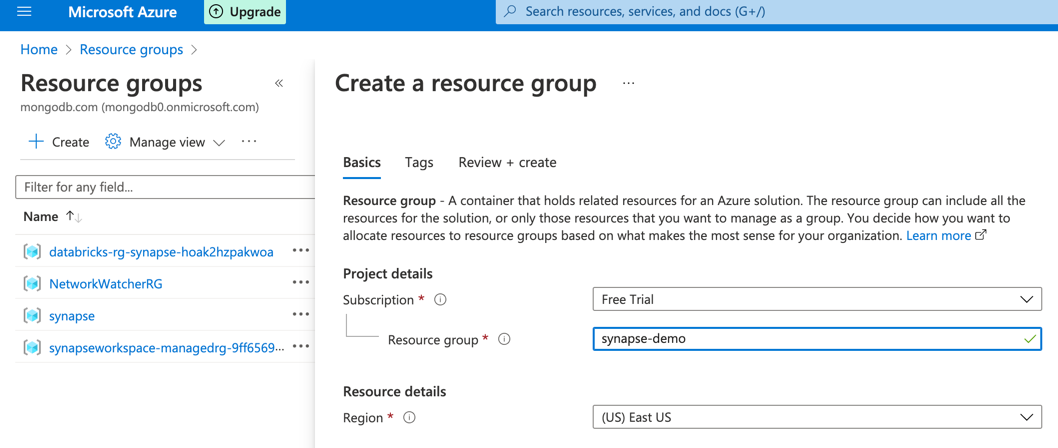 Microsoft Azure
Upgrade
Search resources, services, and docs (G+/)
Home > Resource groups >
Resource groups «
mongodb.com (mongodb0.onmicrosoft.com)
+ Create Manage view ···
Filter for any field...
Name ↑↓
databricks-rg-synapse-hoak2hzpakwoa ···
NetworkWatcherRG ···
synapse ···
synapseworkspace-managedrg-9ff6569... ···
Create a resource group ···
Basics Tags Review + create
Resource group - A container that holds related resources for an Azure solution. The resource group can include all the
resources for the solution, or only those resources that you want to manage as a group. You decide how you want to
allocate resources to resource groups based on what makes the most sense for your organization. Learn more
Project details
Subscription * Free Trial
Resource group * synapse-demo
Resource details
Region * (US) East US